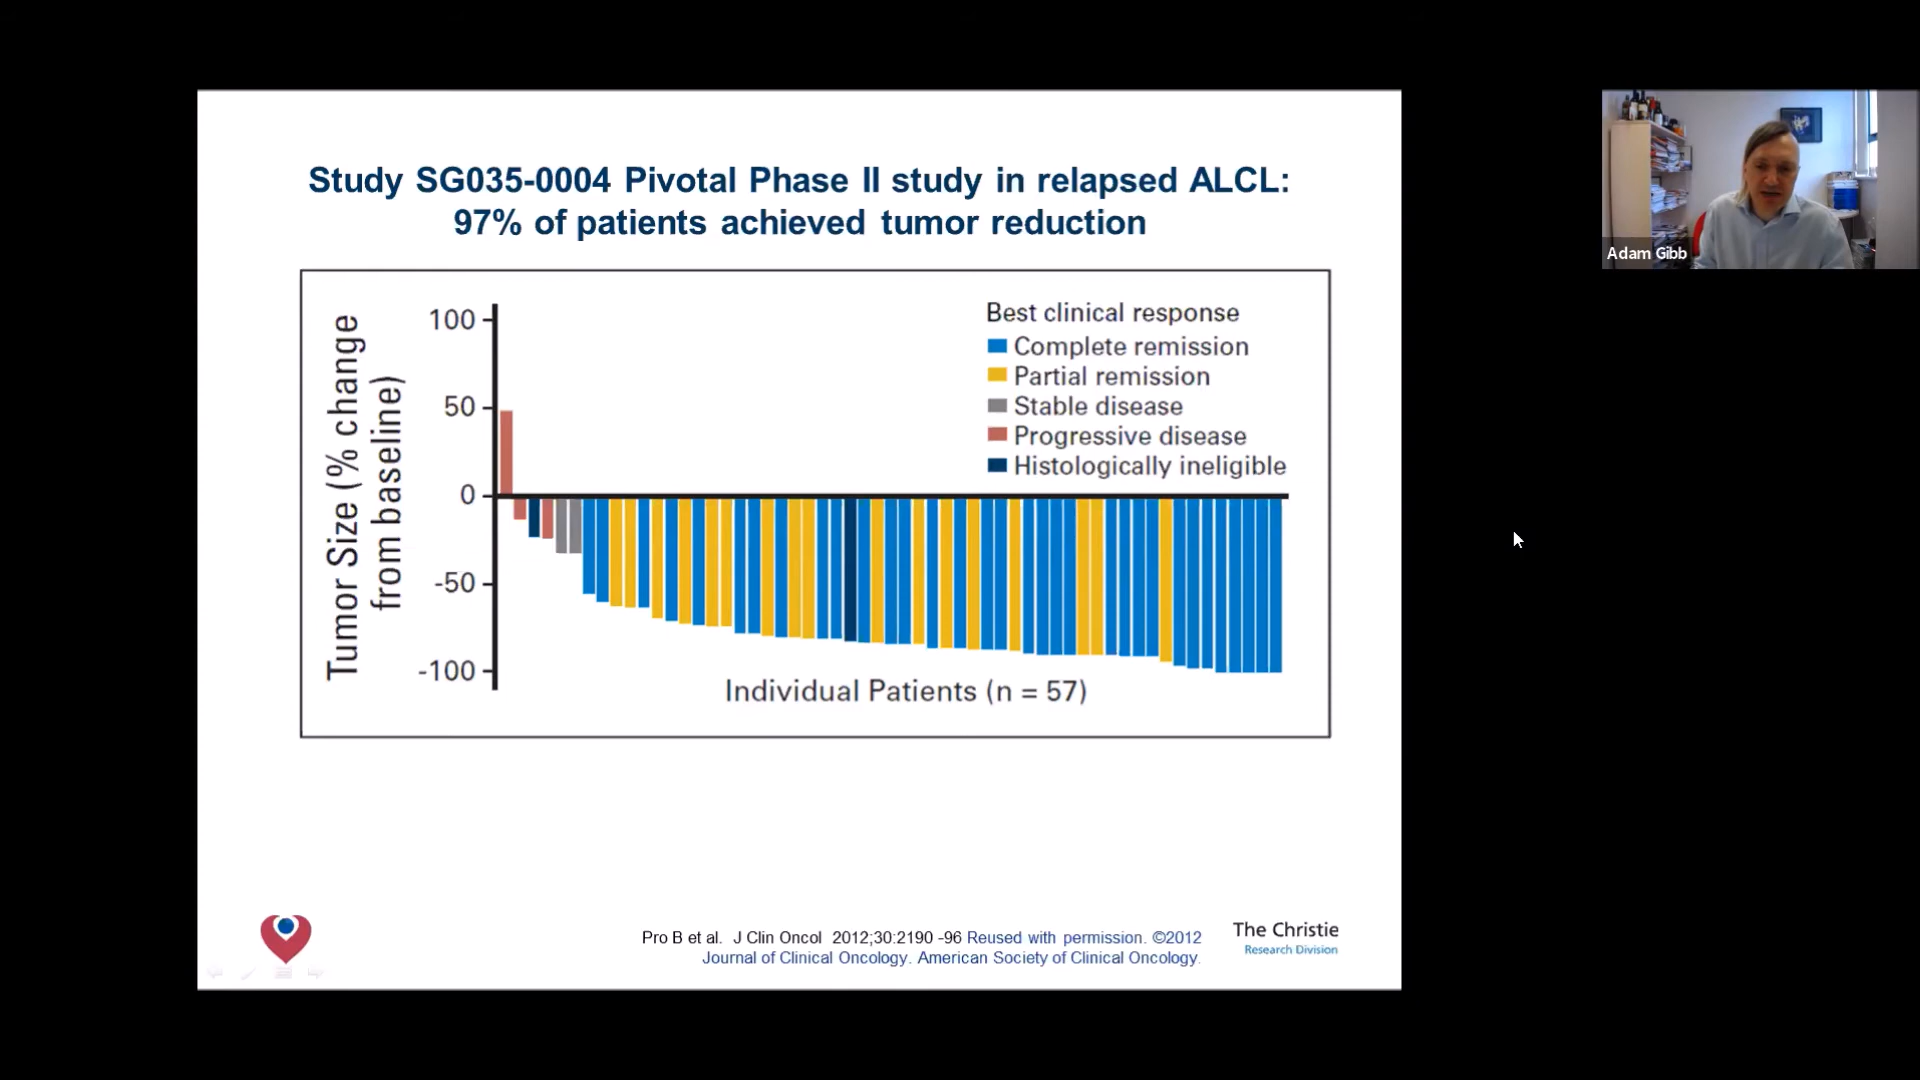 Study SG035-0004 Pivotal Phase II study in relapsed ALCL:
97% of patients achieved tumor reduction
Tumor Size (% change
from baseline)
100
50
0
-50
-100
Best clinical response
Complete remission
Partial remission
Stable disease
Progressive disease
Histologically ineligible
Individual Patients (n = 57)
Pro B et al. J Clin Oncol 2012;30:2190 -96 Reused with permission. ©2012
Journal of Clinical Oncology. American Society of Clinical Oncology.
The Christie
Research Division
Adam Gibb